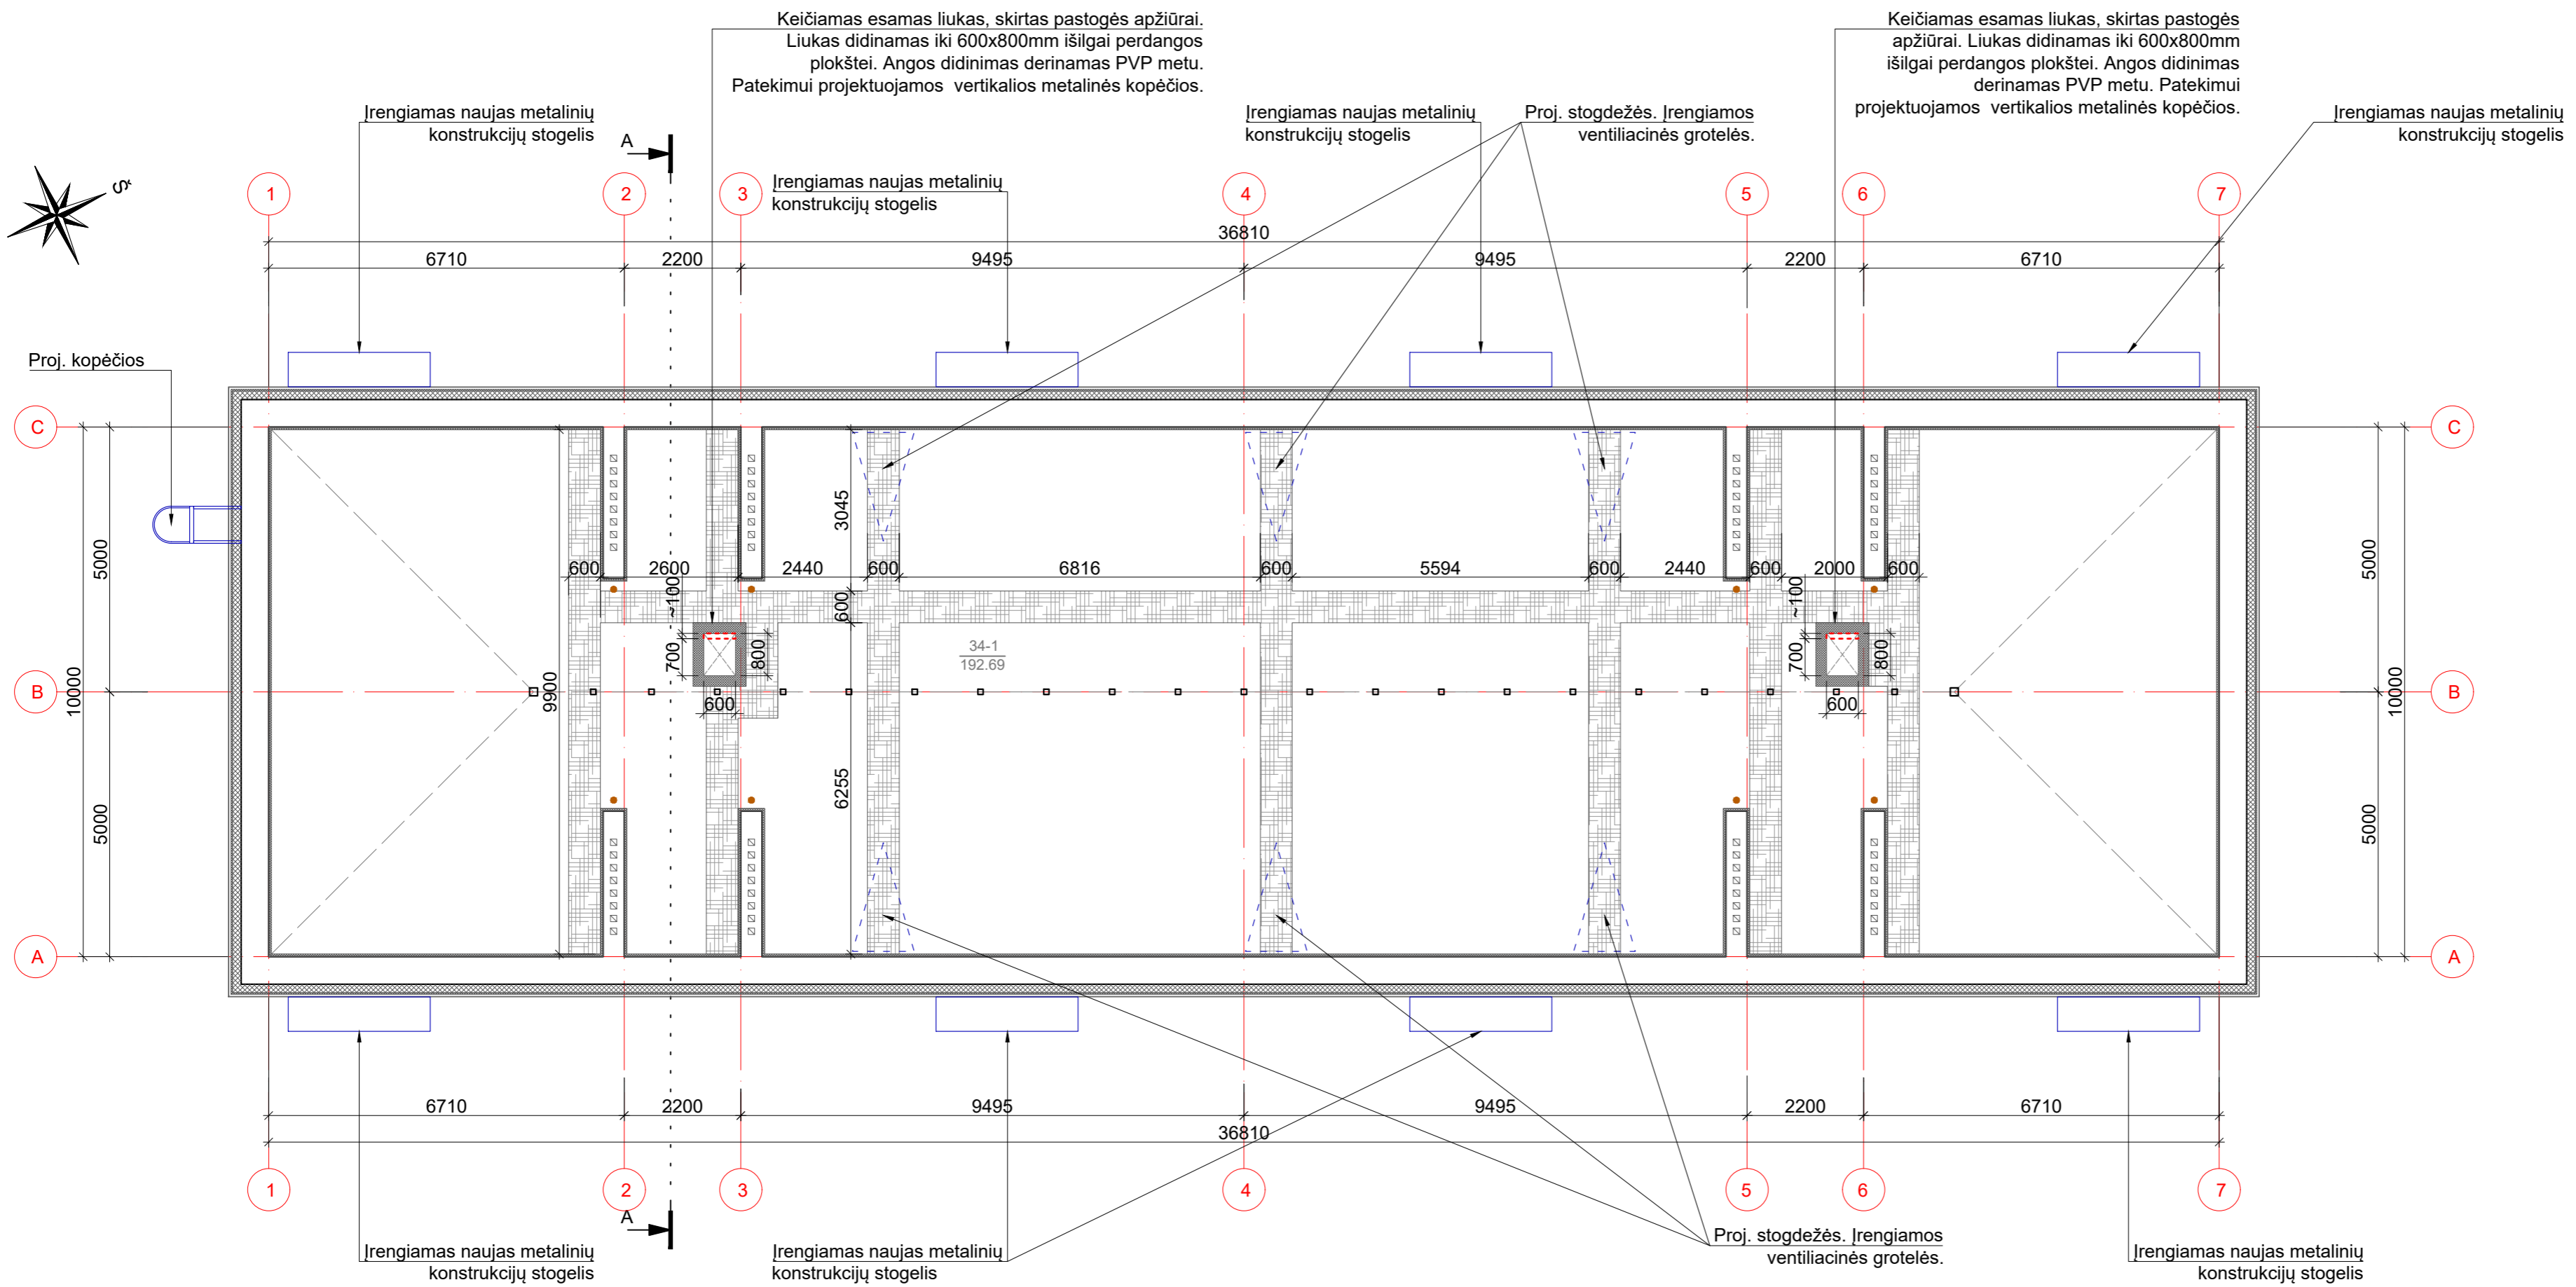 Keičiamas esamas liukas, skirtas pastogės apžiūrai.
Liukas didinamas iki 600x800mm išilgai perdangos
plokštei. Angos didinimas derinamas PVP metu.
Patekimui projektuojamos vertikalios metalinės kopėčios.
Keičiamas esamas liukas, skirtas pastogės
apžiūrai. Liukas didinamas iki 600x800mm
išilgai perdangos plokštei. Angos didinimas
derinamas PVP metu. Patekimui
projektuojamos vertikalios metalinės kopėčios.
Įrengiamas naujas metalinių
konstrukcijų stogelis
A
Įrengiamas naujas metalinių
konstrukcijų stogelis
Įrengiamas naujas metalinių
konstrukcijų stogelis
Proj. stogdežės. Įrengiamos
ventiliacinės grotelės.
Įrengiamas naujas metalinių
konstrukcijų stogelis
Š
1 2 3 4 5 6 7
36810
6710 2200 9495 9495 2200 6710
Proj. kopėčios
C C
3045
5000 5000
600 2600 2440 600 6816 600 5594 600 2440 600 2000 600
~100 600 ~100
700 800 700 800
34-1
192.69
B 10000 9900 B 10000
600 600
6255
5000 5000
A A
6710 2200 9495 9495 2200 6710
36810
1 2 3 4 5 6 7
A
Įrengiamas naujas metalinių
konstrukcijų stogelis
Įrengiamas naujas metalinių
konstrukcijų stogelis
Proj. stogdežės. Įrengiamos
ventiliacinės grotelės.
Įrengiamas naujas metalinių
konstrukcijų stogelis